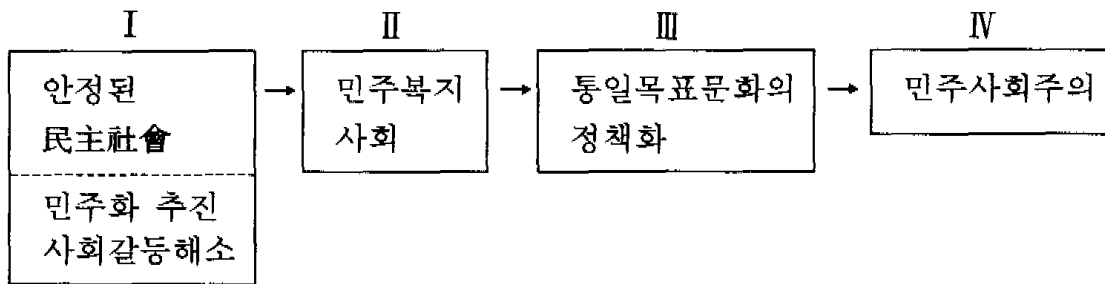 Ⅰ Ⅱ Ⅲ Ⅳ
안정된
民主社會
민주화 추진
사회갈등해소
→
민주복지
사회
→
통일목표문화의
정책화
→
민주사회주의